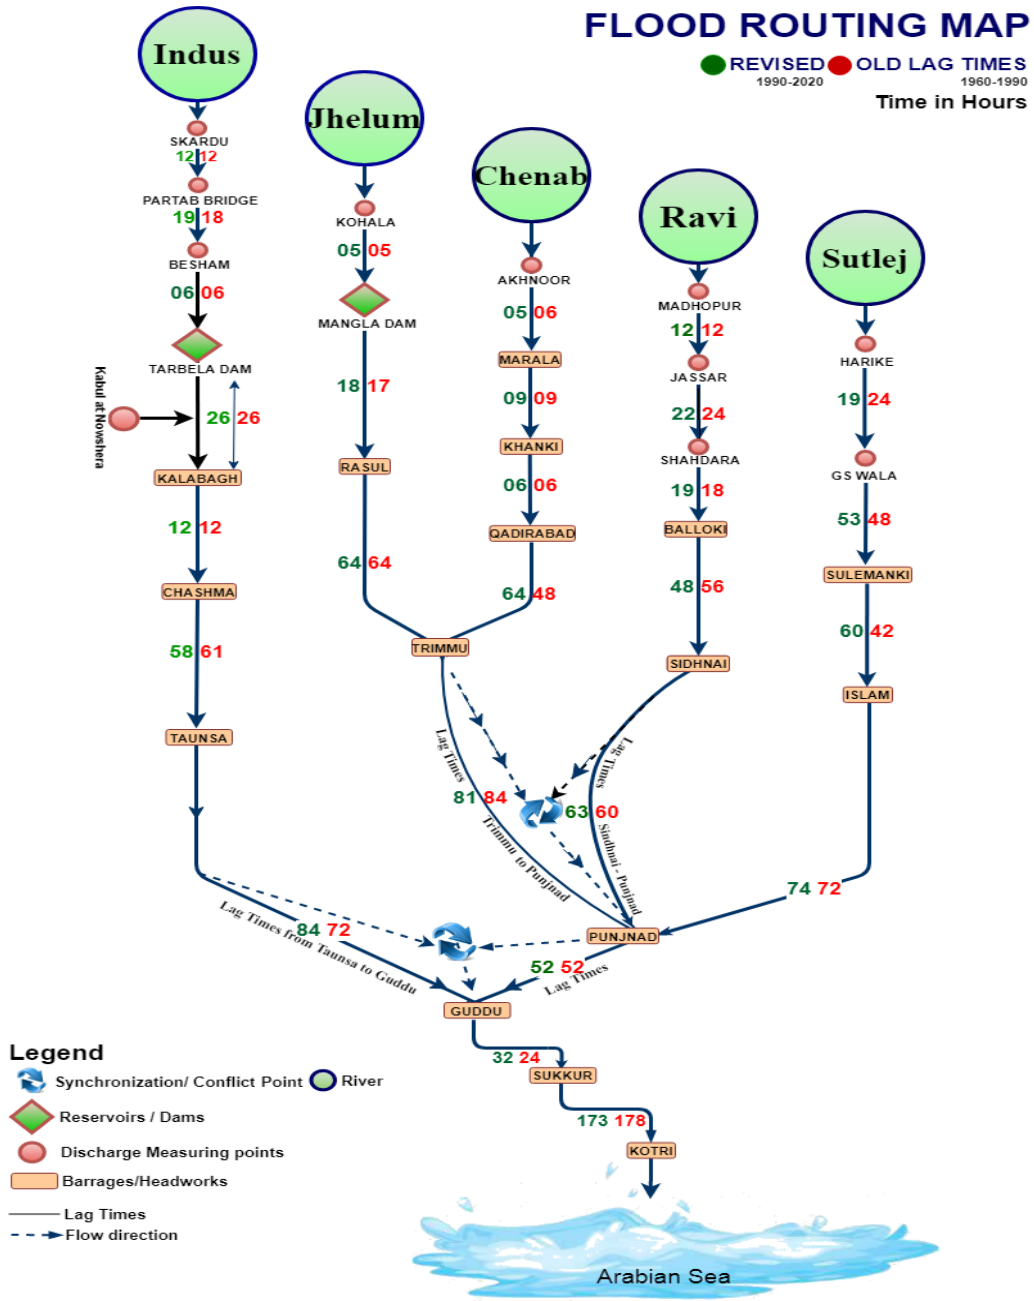 FLOOD ROUTING MAP
REVISED OLD LAG TIMES
1990-2020 1960-1990
Time in Hours
Indus
SKARDU
12 12
PARTAB BRIDGE
19 18
BESHAM
06 06
TARBELA DAM
Kabul at Nowshera
26 26
KALABAGH
12 12
CHASHMA
58 61
TAUNSA
84 72
Lag Times from Taunsa to Guddu
Jhelum
KOHALA
05 05
MANGLA DAM
18 17
RASUL
64 64
Chenab
AKHNOOR
05 06
MARALA
09 09
KHANKI
06 06
QADIRABAD
64 48
TRIMMU
Lag Times
81 84
Trimmu to Punjnad
Ravi
MADHOPUR
12 12
JASSAR
22 24
SHAHDARA
19 18
BALLOKI
48 56
SIDHNAI
Lag Times
63 60
Sindhnai - Punjnad
Sutlej
HARIKE
19 24
GS WALA
53 48
SULEMANKI
60 42
ISLAM
74 72
PUNJNAD
52 52
Lag Times
GUDDU
32 24
SUKKUR
173 178
KOTRI
Arabian Sea
Legend
Synchronization/ Conflict Point River
Reservoirs / Dams
Discharge Measuring points
Barrages/Headworks
Lag Times
Flow direction